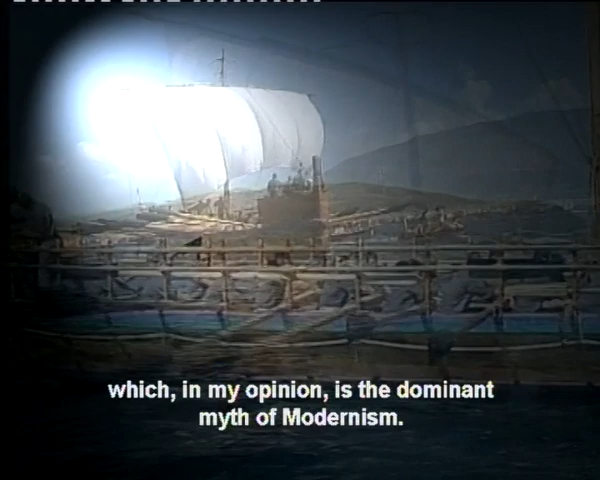 which, in my opinion, is the dominant
myth of Modernism.